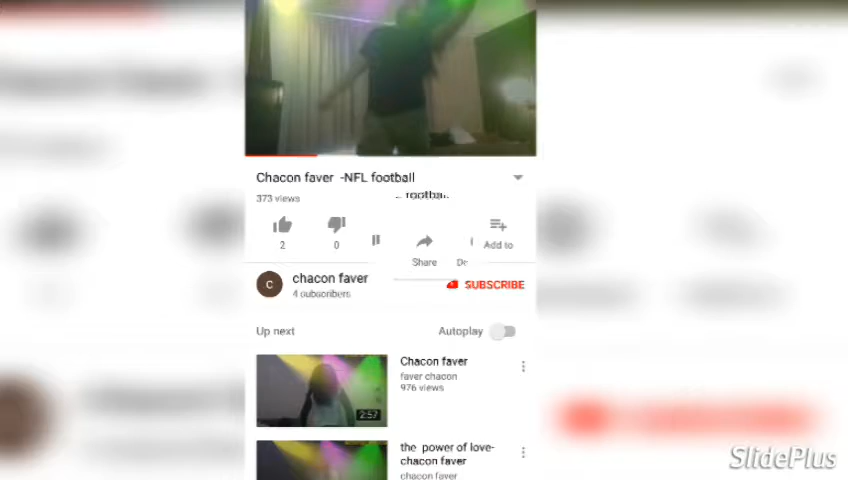 Chacon faver -NFL football
373 views
football
2
0
Share
Add to
C
chacon faver
4 subscribers
SUBSCRIBE
Up next
Autoplay
Chacon faver
faver chacon
976 views
2:57
the power of love-
chacon faver
chacon faver
SlidePlus